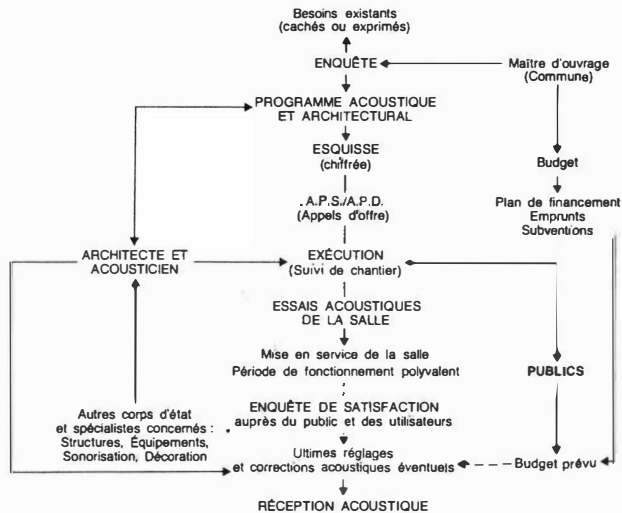 Besoins existants
(cachés ou exprimés)
ENQUÊTE
Maître d'ouvrage
(Commune)
PROGRAMME ACOUSTIQUE
ET ARCHITECTURAL
ESQUISSE
(chiffrée)
Budget
A.P.S./A.P.D.
(Appels d'offre)
Plan de financement
Emprunts
Subventions
ARCHITECTE ET
ACOUSTICIEN
EXÉCUTION
(Suivi de chantier)
ESSAIS ACOUSTIQUES
DE LA SALLE
Mise en service de la salle
Période de fonctionnement polyvalent
PUBLICS
ENQUÊTE DE SATISFACTION
auprès du public et des utilisateurs
Autres corps d'état
et spécialistes concernés :
Structures, Équipements,
Sonorisation, Décoration
Ultimes réglages
et corrections acoustiques éventuels
Budget prévu
RÉCEPTION ACOUSTIQUE